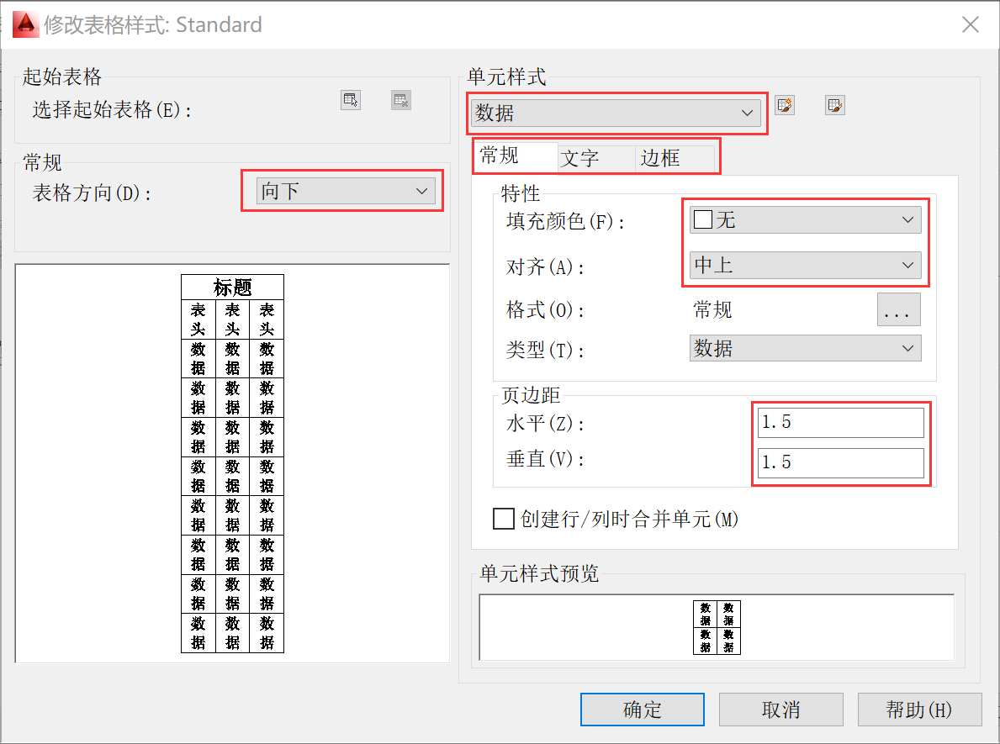 修改表格样式: Standard
起始表格
选择起始表格(E):
常规
表格方向(D):
向下
标题
表头 表头 表头
数据 数据 数据
数据 数据 数据
数据 数据 数据
数据 数据 数据
数据 数据 数据
数据 数据 数据
数据 数据 数据
数据 数据 数据
单元样式
数据
常规 文字 边框
特性
填充颜色(F): 无
对齐(A): 中上
格式(O): 常规 ...
类型(T): 数据
页边距
水平(Z): 1.5
垂直(V): 1.5
创建行/列时合并单元(M)
单元样式预览
数据 数据
数据 数据
确定 取消 帮助(H)